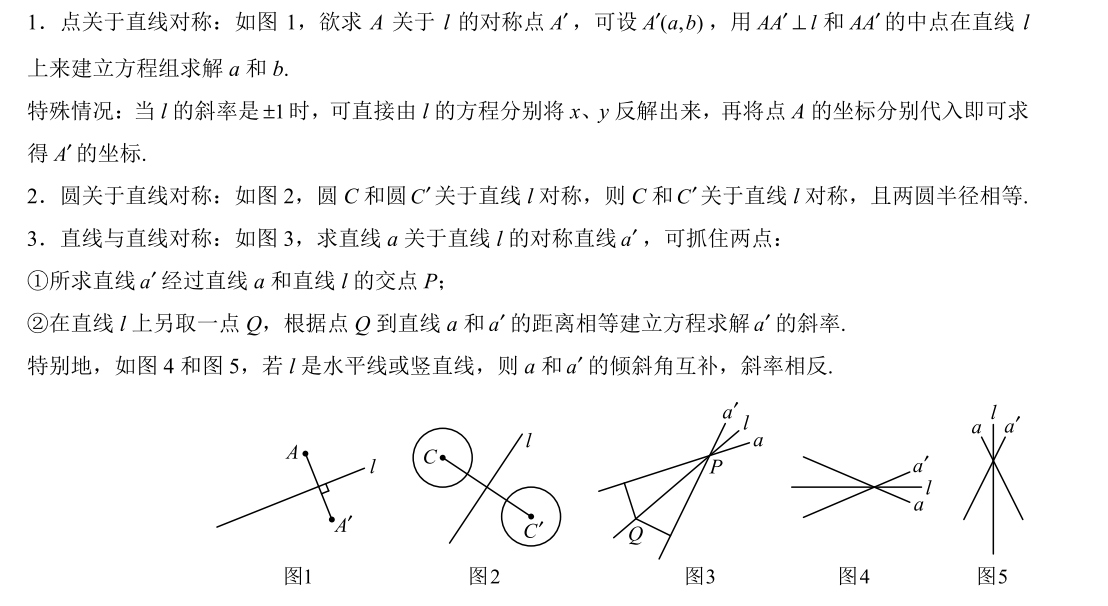 1．点关于直线对称：如图 1，欲求 A 关于 l 的对称点 A′，可设 A′(a,b)，用 AA′⊥l 和 AA′的中点在直线 l
上来建立方程组求解 a 和 b.
特殊情况：当 l 的斜率是±1时，可直接由 l 的方程分别将 x、y 反解出来，再将点 A 的坐标分别代入即可求
得 A′ 的坐标.
2．圆关于直线对称：如图 2，圆 C 和圆 C′关于直线 l 对称，则 C 和 C′关于直线 l 对称，且两圆半径相等.
3．直线与直线对称：如图 3，求直线 a 关于直线 l 的对称直线 a′，可抓住两点：
①所求直线 a′ 经过直线 a 和直线 l 的交点 P；
②在直线 l 上另取一点 Q，根据点 Q 到直线 a 和 a′ 的距离相等建立方程求解 a′ 的斜率.
特别地，如图 4 和图 5，若 l 是水平线或竖直线，则 a 和 a′ 的倾斜角互补，斜率相反.
A l A′
C l C′
a′ l a P Q
a′ l a
a l a′
图1 图2 图3 图4 图5